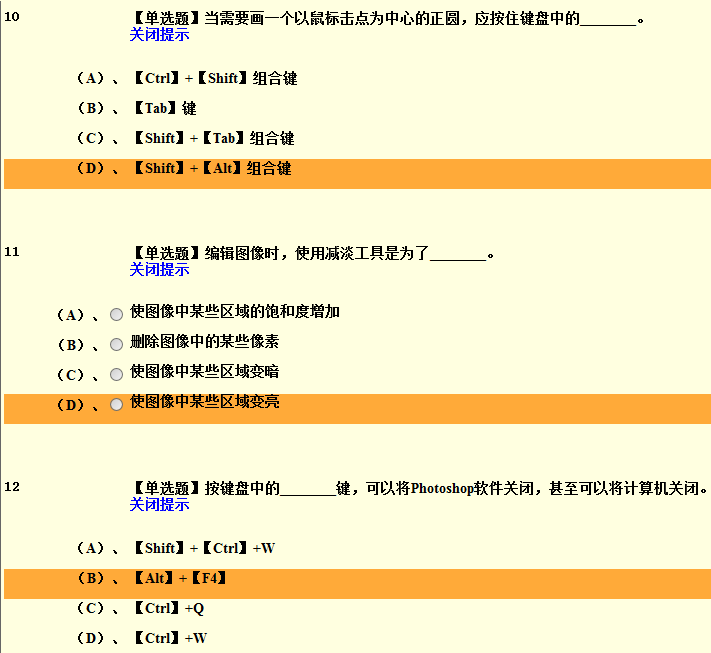 10 【单选题】当需要画一个以鼠标击点为中心的正圆，应按住键盘中的_______。
关闭提示
（A）、【Ctrl】+【Shift】组合键
（B）、【Tab】键
（C）、【Shift】+【Tab】组合键
（D）、【Shift】+【Alt】组合键
11 【单选题】编辑图像时，使用减淡工具是为了_______。
关闭提示
（A）、使图像中某些区域的饱和度增加
（B）、删除图像中的某些像素
（C）、使图像中某些区域变暗
（D）、使图像中某些区域变亮
12 【单选题】按键盘中的_______键，可以将Photoshop软件关闭，甚至可以将计算机关闭。
关闭提示
（A）、【Shift】+【Ctrl】+W
（B）、【Alt】+【F4】
（C）、【Ctrl】+Q
（D）、【Ctrl】+W